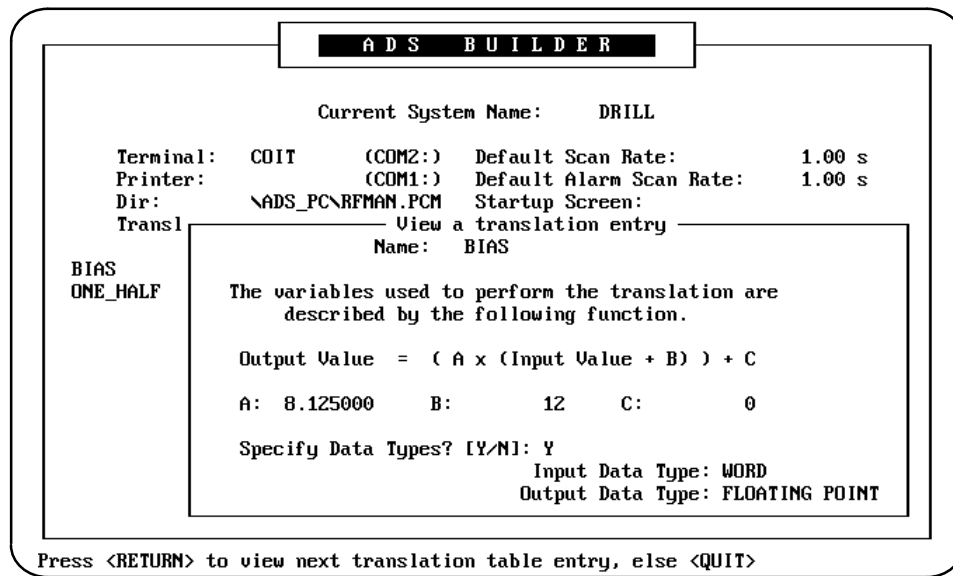 ADS BUILDER
Current System Name: DRILL
Terminal: COIT (COM2:) Default Scan Rate: 1.00 s
Printer: (COM1:) Default Alarm Scan Rate: 1.00 s
Dir: \ADS_PC\RFMAN.PCM Startup Screen:
Transl
View a translation entry
Name: BIAS
BIAS
ONE_HALF
The variables used to perform the translation are
described by the following function.
Output Value = ( A x (Input Value + B) ) + C
A: 8.125000 B: 12 C: 0
Specify Data Types? [Y/N]: Y
Input Data Type: WORD
Output Data Type: FLOATING POINT
Press <RETURN> to view next translation table entry, else <QUIT>